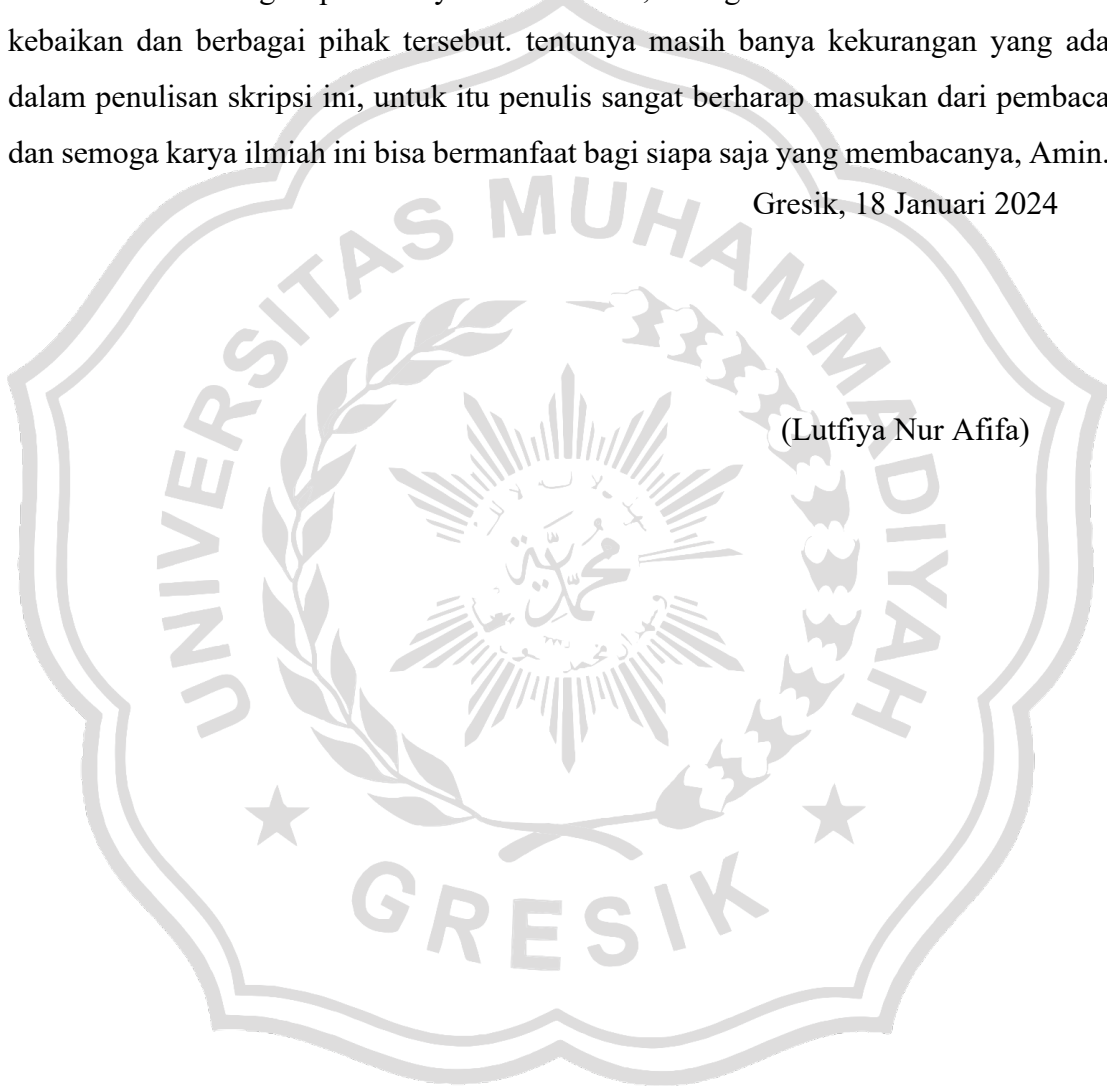 kebaikan dan berbagai pihak tersebut. tentunya masih banya kekurangan yang ada
dalam penulisan skripsi ini, untuk itu penulis sangat berharap masukan dari pembaca
dan semoga karya ilmiah ini bisa bermanfaat bagi siapa saja yang membacanya, Amin.
Gresik, 18 Januari 2024
(Lutfiya Nur Afifa)
UNIVERSITAS MUHAMMADIYAH
GRESIK